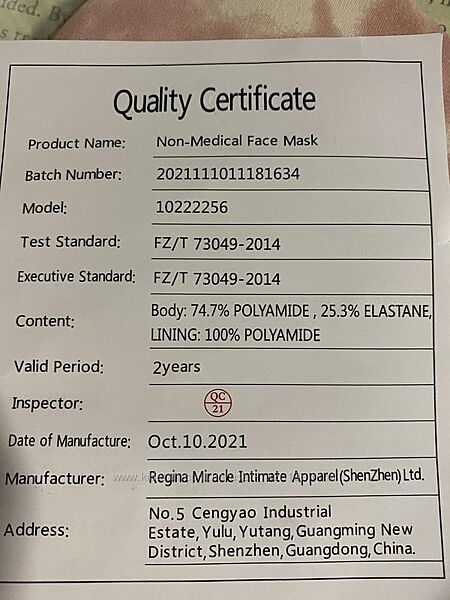 Quality Certificate
Product Name: Non-Medical Face Mask
Batch Number: 2021111011181634
Model: 10222256
Test Standard: FZ/T 73049-2014
Executive Standard: FZ/T 73049-2014
Content: Body: 74.7% POLYAMIDE , 25.3% ELASTANE,
LINING: 100% POLYAMIDE
Valid Period: 2years
Inspector: QC
21
Date of Manufacture: Oct.10.2021
Manufacturer: Regina Miracle Intimate Apparel(ShenZhen)Ltd.
Address: No.5 Cengyao Industrial
Estate,Yulu,Yutang,Guangming New
District,Shenzhen,Guangdong,China.